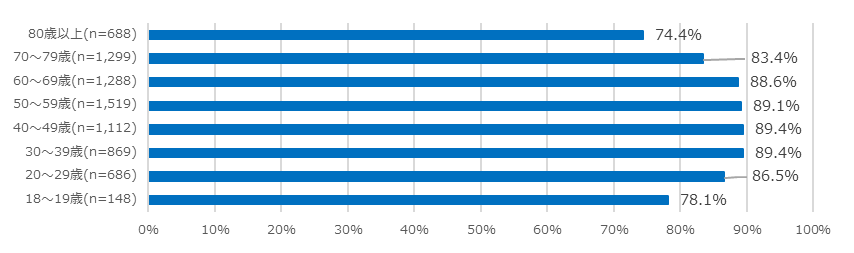 80歳以上(n=688) 74.4%
70～79歳(n=1,299) 83.4%
60～69歳(n=1,288) 88.6%
50～59歳(n=1,519) 89.1%
40～49歳(n=1,112) 89.4%
30～39歳(n=869) 89.4%
20～29歳(n=686) 86.5%
18～19歳(n=148) 78.1%
0% 10% 20% 30% 40% 50% 60% 70% 80% 90% 100%